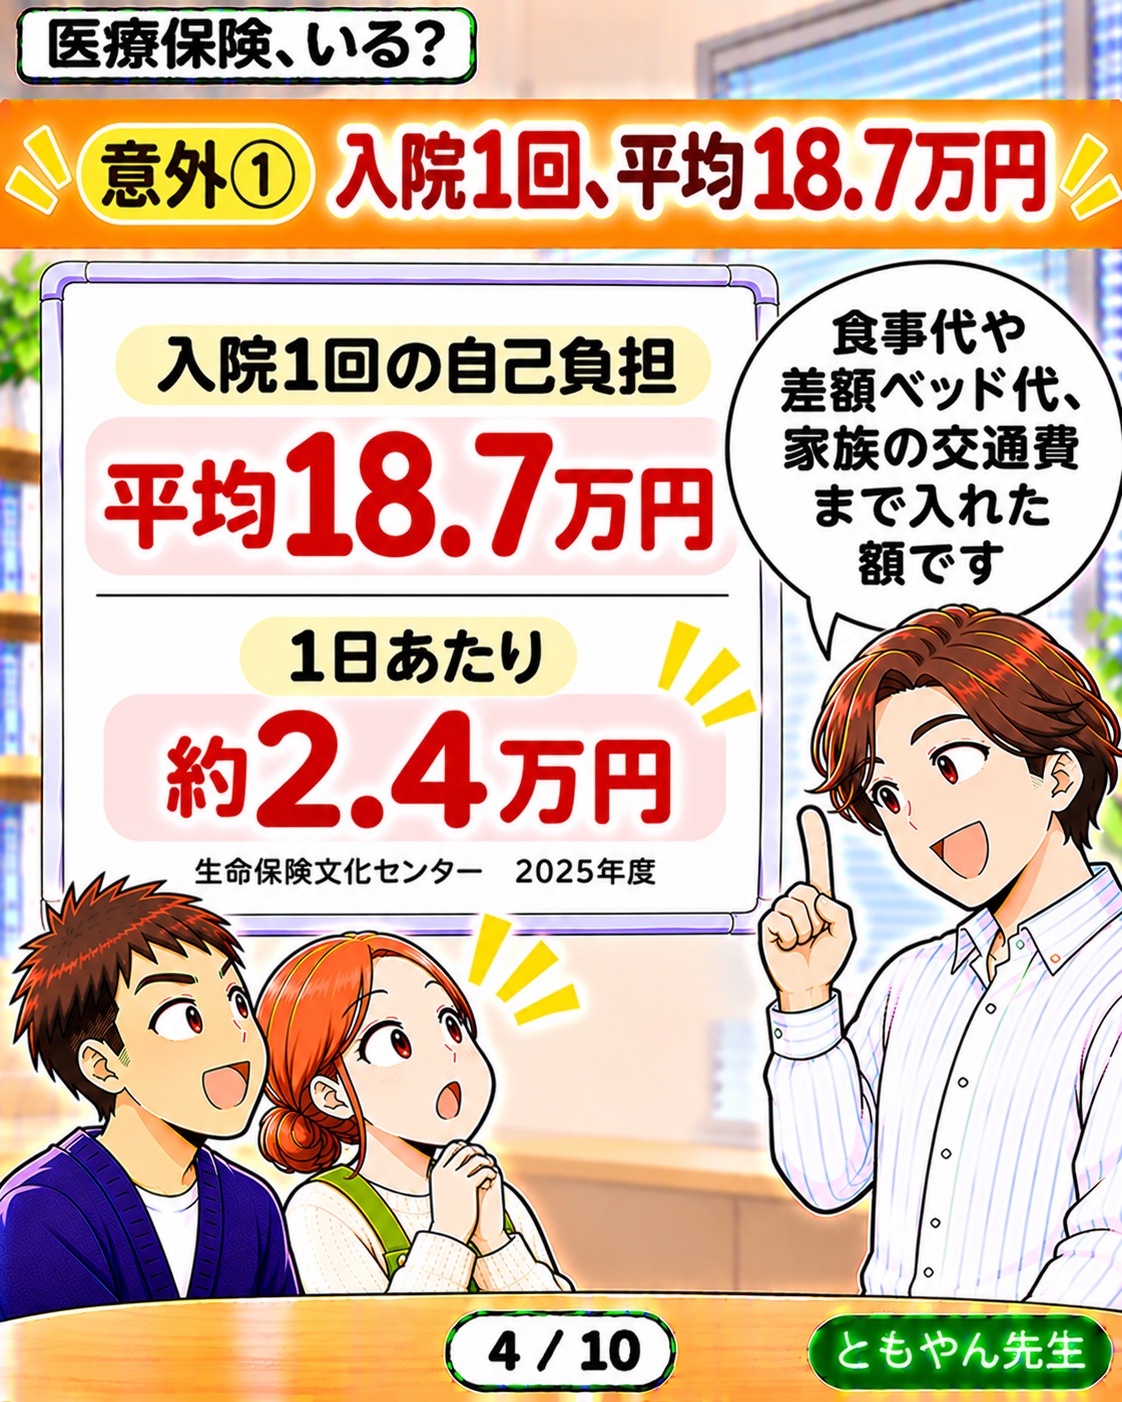 医療保険、いる?
意外① 入院1回、平均18.7万円
入院1回の自己負担
平均18.7万円
1日あたり
約2.4万円
生命保険文化センター 2025年度
食事代や
差額ベッド代、
家族の交通費
まで入れた
額です
4 / 10
ともやん先生